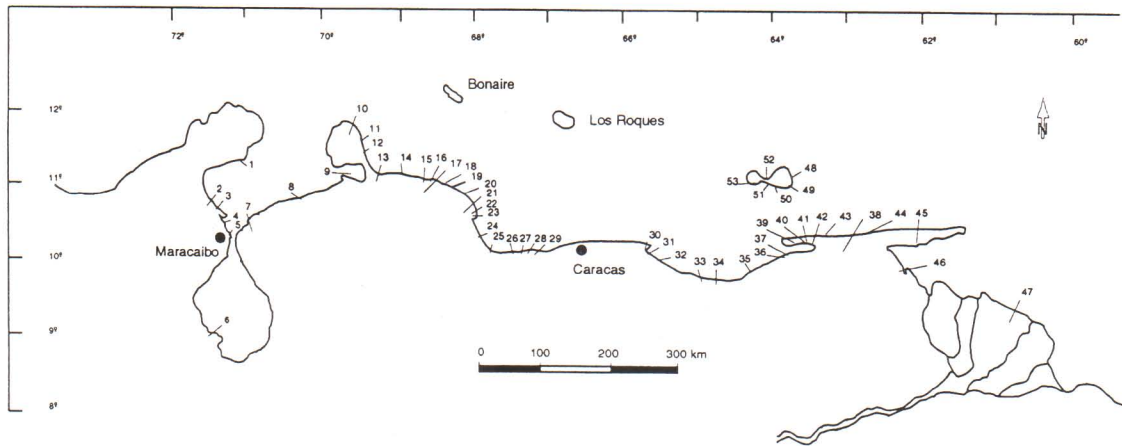 72º 70º 68º 66º 64º 62º 60º
Bonaire
12º
Los Roques
N
10
11
12
52 48
53 51 50 49
11º
1
9 13 14 15 16 17 18
19 20
21
22
23
2 3
8
4 7
5
24
25 26 27 28 29
30
31
32
33 34 35
36
37
39 40 41 42 43 38 44 45
46
47
Maracaibo
10º
Caracas
9º
6
0 100 200 300 km
8º